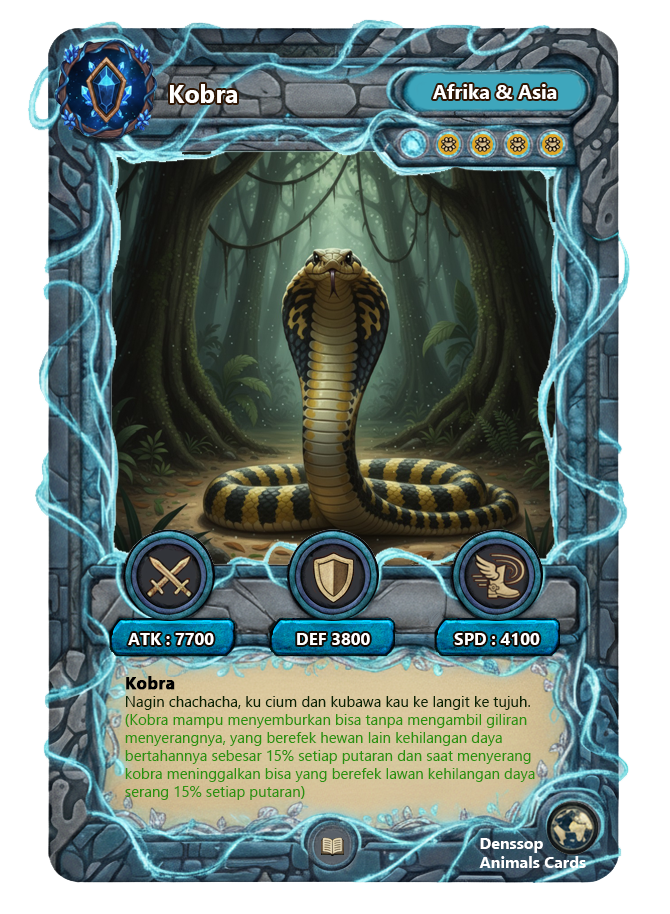 Kobra
Afrika & Asia
ATK : 7700
DEF 3800
SPD : 4100
Kobra
Nagin chachacha, ku cium dan kubawa kau ke langit ke tujuh.
(Kobra mampu menyemburkan bisa tanpa mengambil giliran
menyerangnya, yang berefek hewan lain kehilangan daya
bertahannya sebesar 15% setiap putaran dan saat menyerang
kobra meninggalkan bisa yang berefek lawan kehilangan daya
serang 15% setiap putaran)
Denssop
Animals Cards